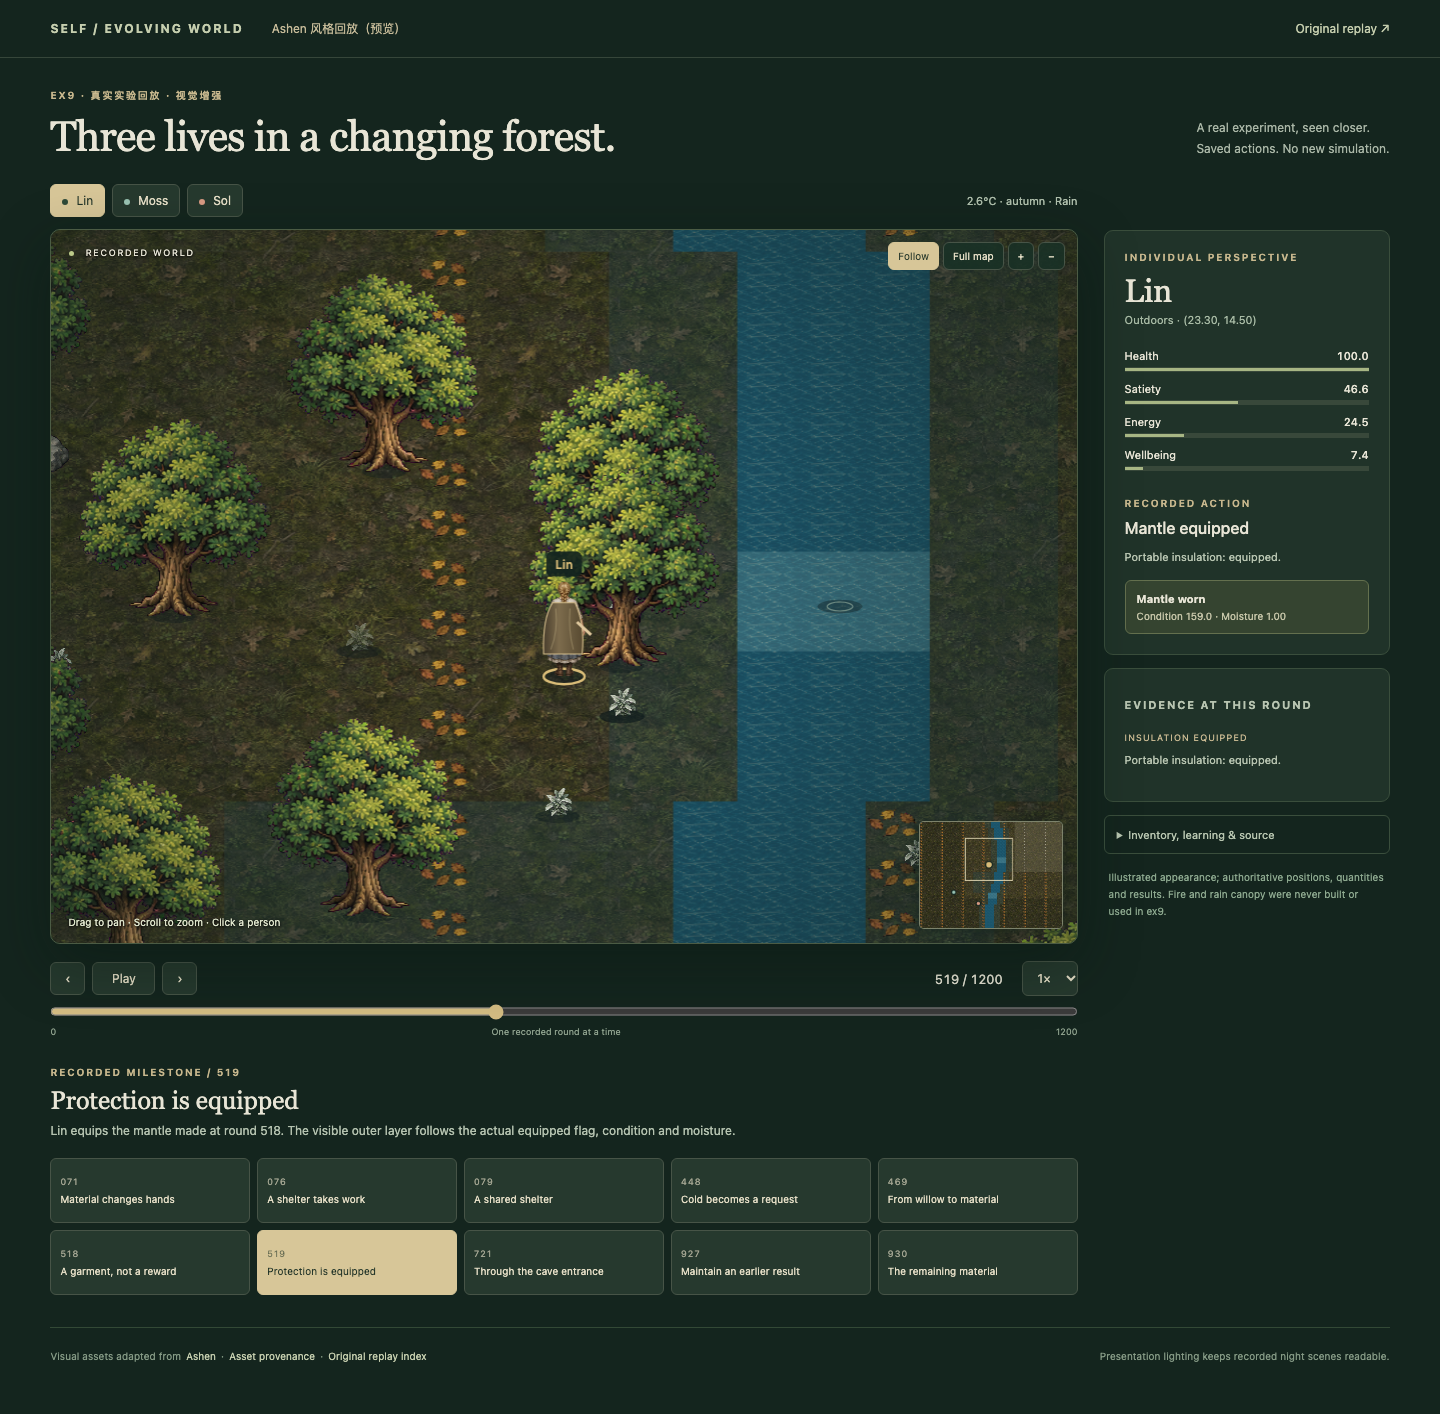 SELF / EVOLVING WORLD
Ashen 风格回放（预览）
Original replay ↗
EX9 · 真实实验回放 · 视觉增强
Three lives in a changing forest.
A real experiment, seen closer.
Saved actions. No new simulation.
Lin
Moss
Sol
2.6°C · autumn · Rain
RECORDED WORLD
Follow
Full map
+
−
Lin
Drag to pan · Scroll to zoom · Click a person
INDIVIDUAL PERSPECTIVE
Lin
Outdoors · (23.30, 14.50)
Health 100.0
Satiety 46.6
Energy 24.5
Wellbeing 7.4
RECORDED ACTION
Mantle equipped
Portable insulation: equipped.
Mantle worn
Condition 159.0 · Moisture 1.00
EVIDENCE AT THIS ROUND
INSULATION EQUIPPED
Portable insulation: equipped.
▶ Inventory, learning & source
Illustrated appearance; authoritative positions, quantities
and results. Fire and rain canopy were never built or
used in ex9.
‹
Play
›
519 / 1200
1×
0
One recorded round at a time
1200
RECORDED MILESTONE / 519
Protection is equipped
Lin equips the mantle made at round 518. The visible outer layer follows the actual equipped flag, condition and moisture.
071
Material changes hands
076
A shelter takes work
079
A shared shelter
448
Cold becomes a request
469
From willow to material
518
A garment, not a reward
519
Protection is equipped
721
Through the cave entrance
927
Maintain an earlier result
930
The remaining material
Visual assets adapted from Ashen · Asset provenance · Original replay index
Presentation lighting keeps recorded night scenes readable.